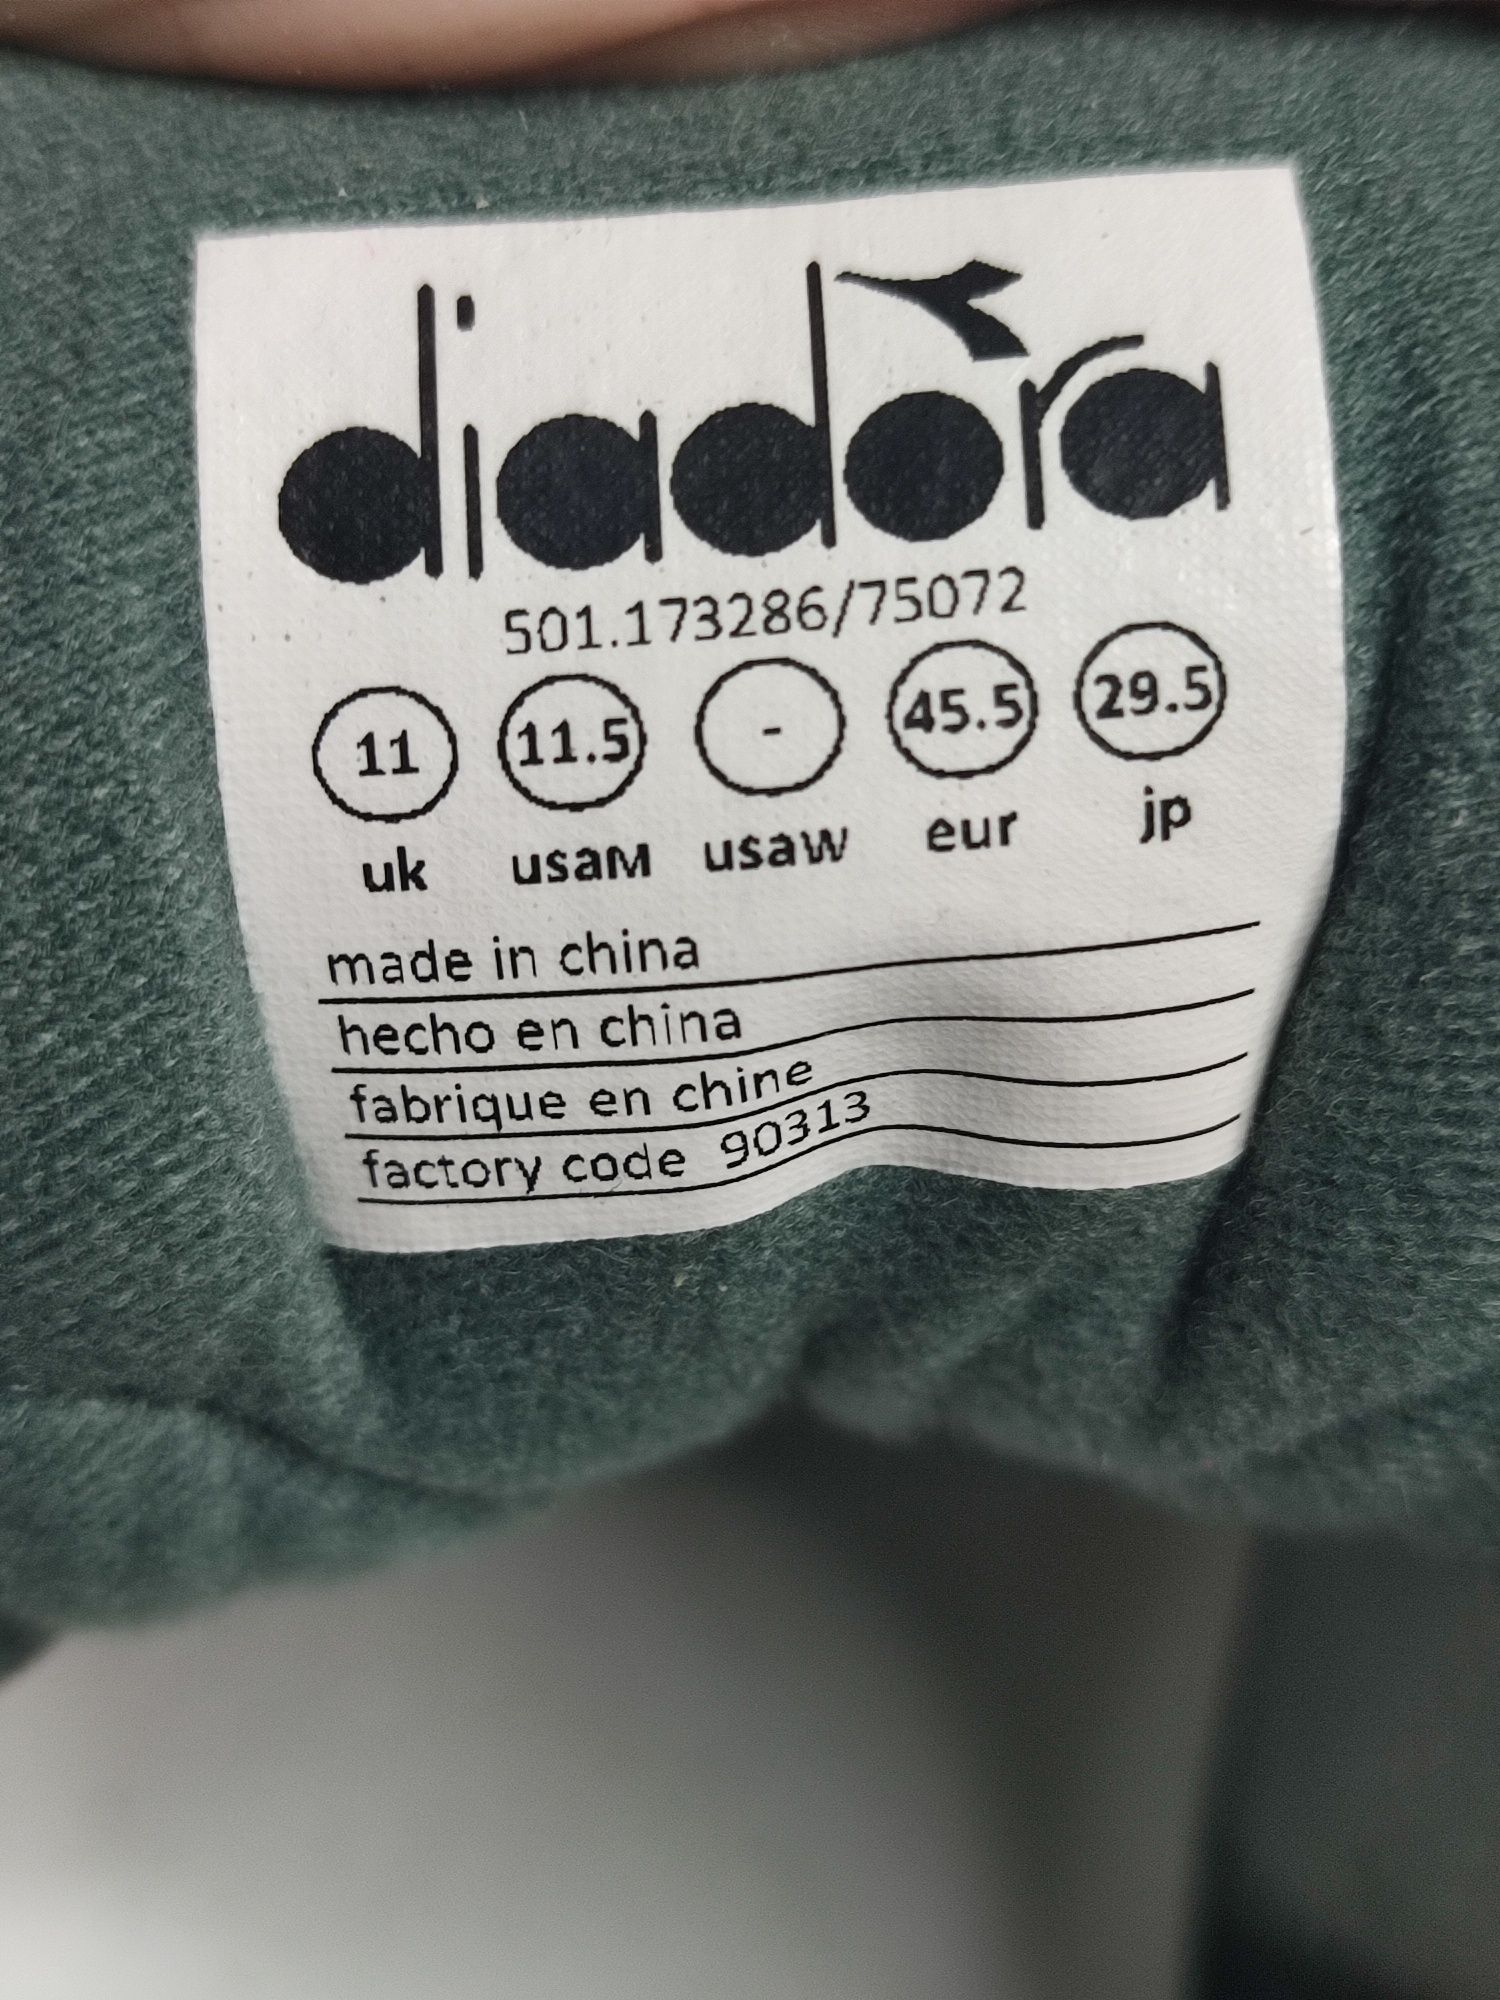 diadora
501.173286/75072
11 11.5 - 45.5 29.5
uk usaM usaW eur jp
made in china
hecho en china
fabrique en chine
factory code 90313